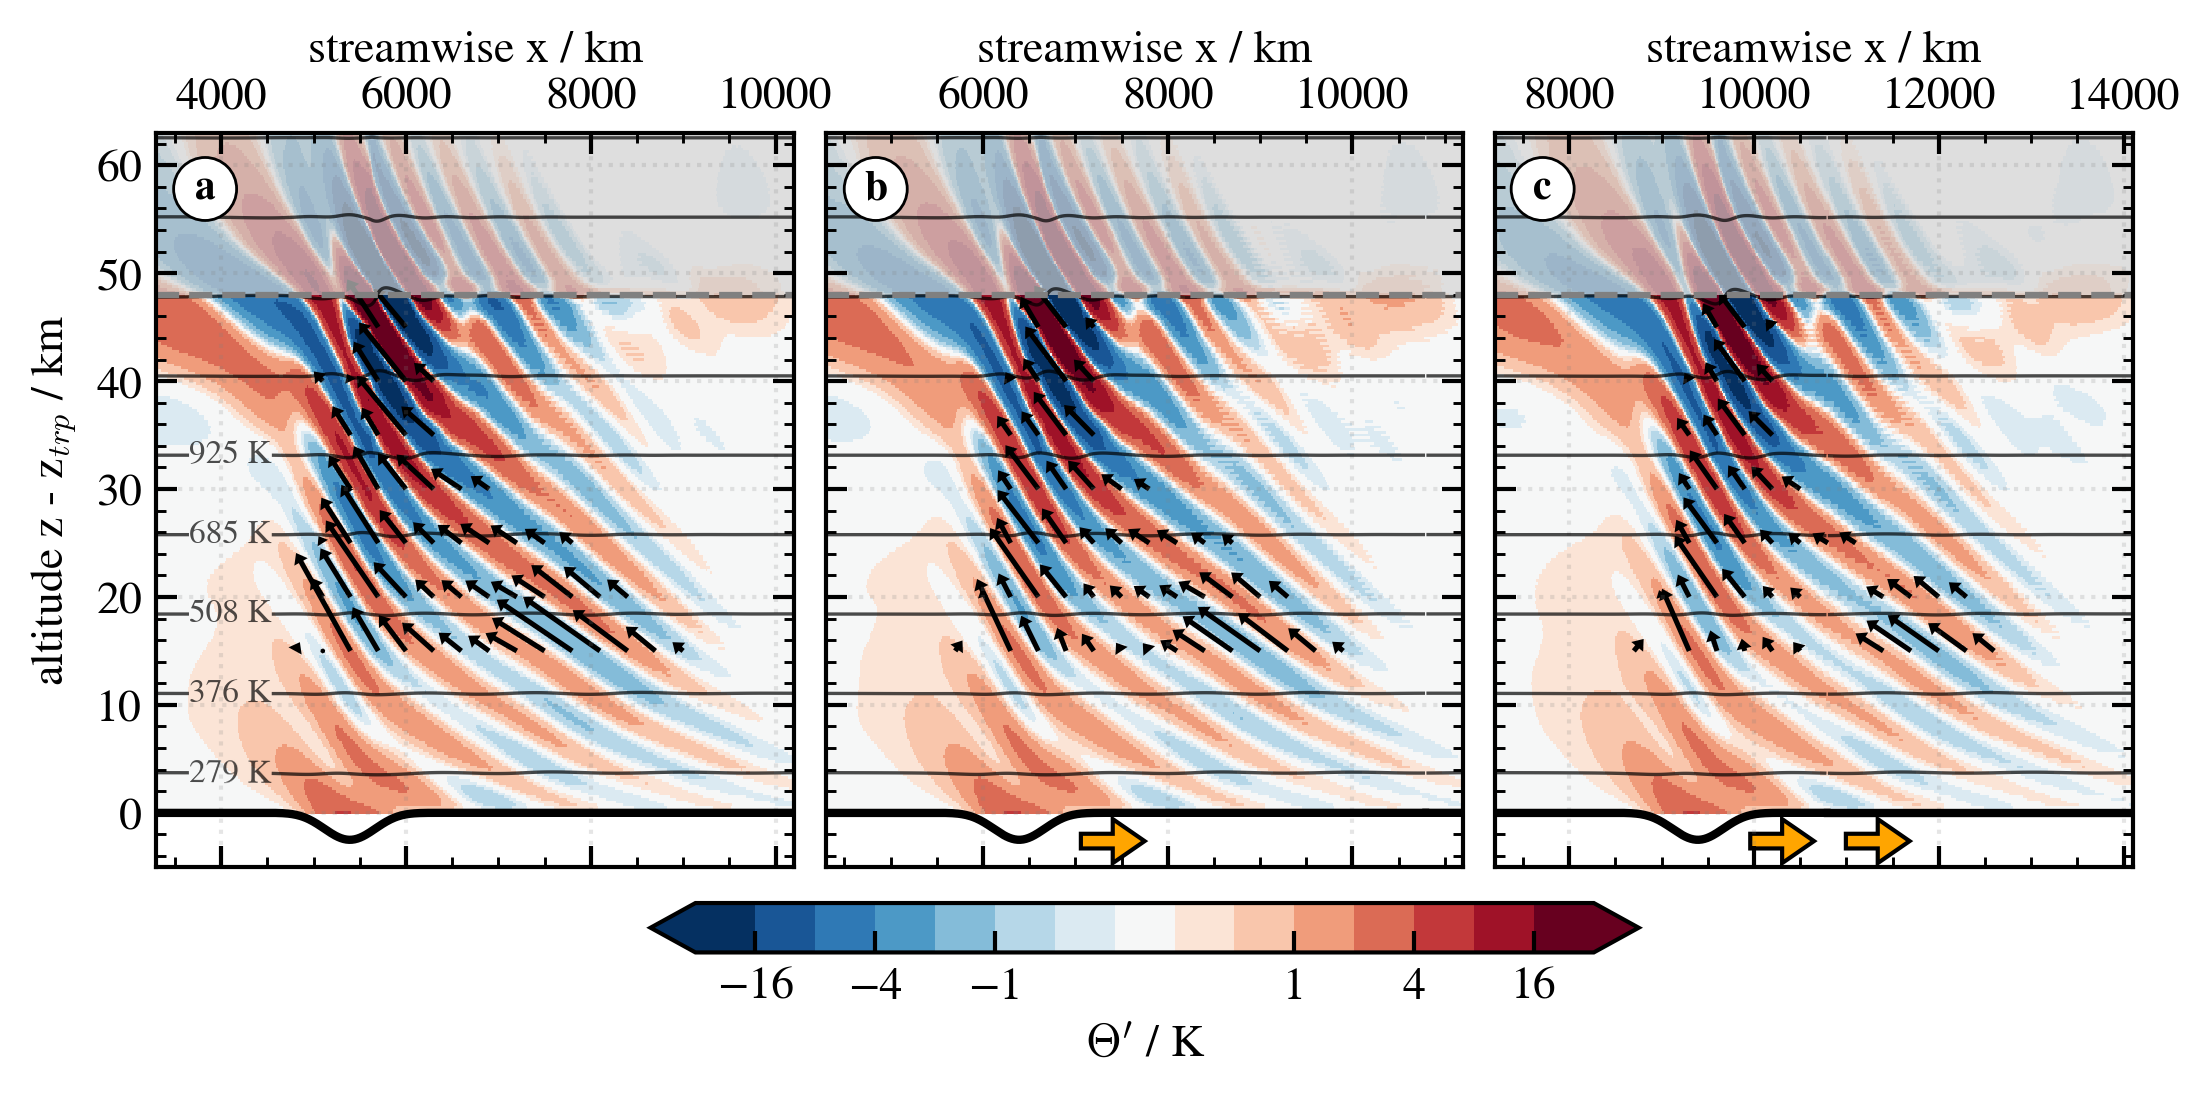 streamwise x / km streamwise x / km streamwise x / km
4000 6000 8000 10000 6000 8000 10000 8000 10000 12000 14000
a b c
60
50
40
30
20
10
0
altitude z - z_trp / km
925 K
685 K
508 K
376 K
279 K
−16 −4 −1 1 4 16
Θ′ / K